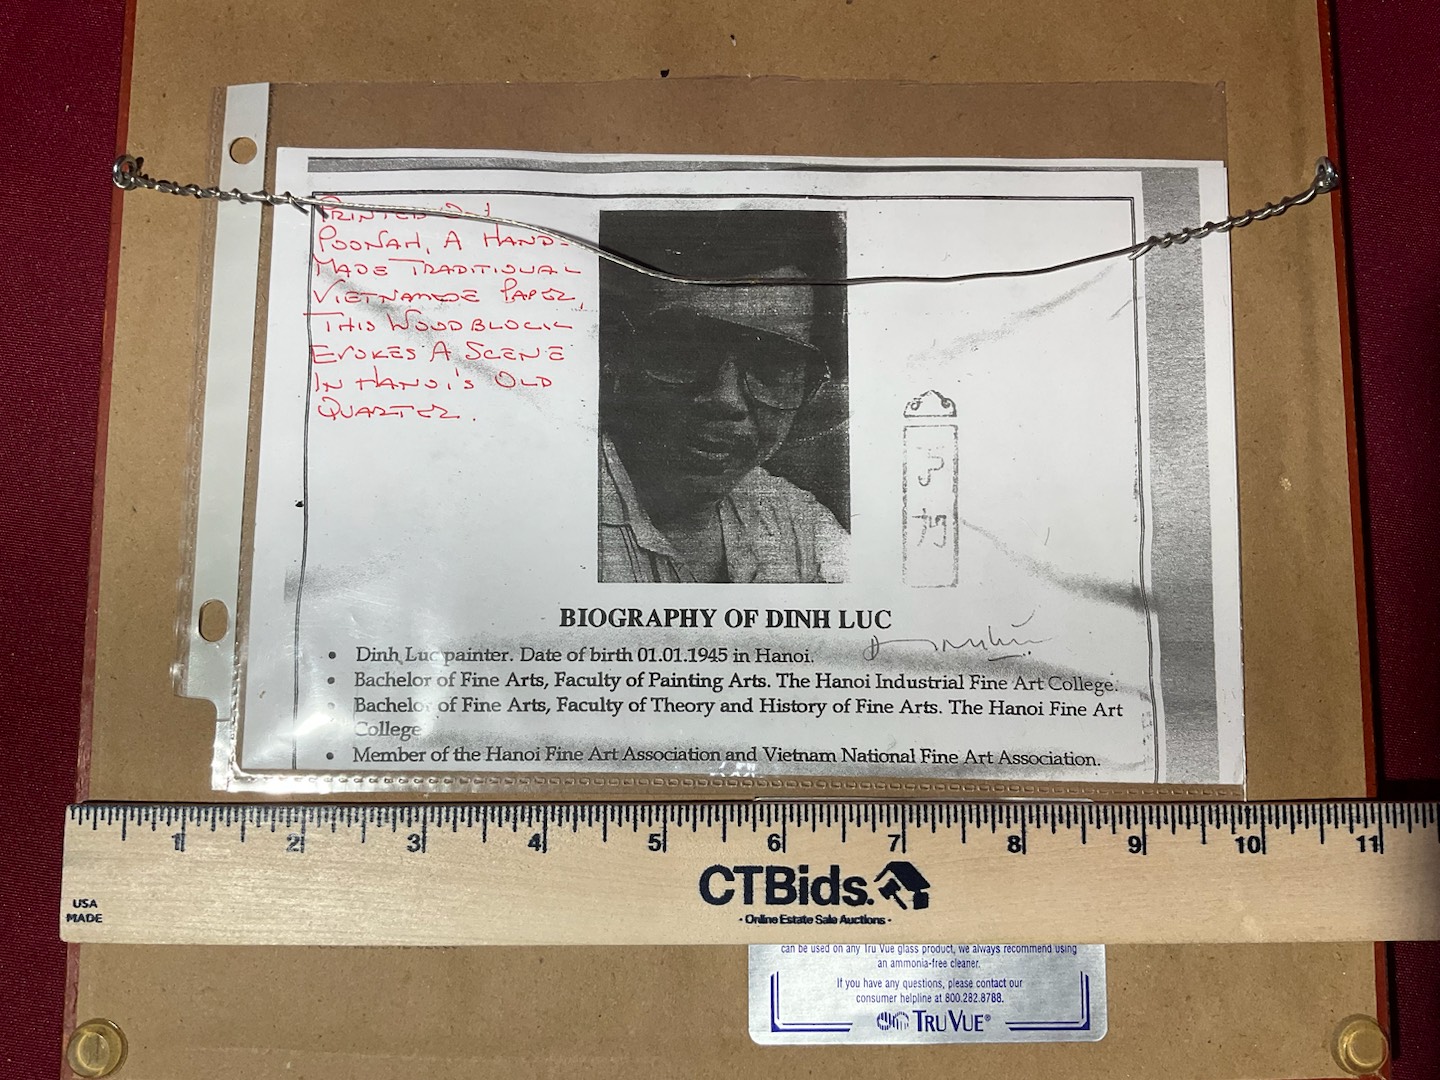 PRINTED ON
POONAH, A HAND-
MADE TRADITIONAL
VIETNAMESE PAPER,
THIS WOODBLOCK
EVOKES A SCENE
IN HANOI'S OLD
QUARTER.
BIOGRAPHY OF DINH LUC
• Dinh Luc painter. Date of birth 01.01.1945 in Hanoi.
• Bachelor of Fine Arts, Faculty of Painting Arts. The Hanoi Industrial Fine Art College.
• Bachelor of Fine Arts, Faculty of Theory and History of Fine Arts. The Hanoi Fine Art
College
• Member of the Hanoi Fine Art Association and Vietnam National Fine Art Association.
1 2 3 4 5 6 7 8 9 10 11
CTBids.
- Online Estate Sale Auctions -
USA
MADE
can be used on any Tru Vue glass product, we always recommend using
an ammonia-free cleaner.
If you have any questions, please contact our
consumer helpline at 800.282.8788.
TRU VUE®